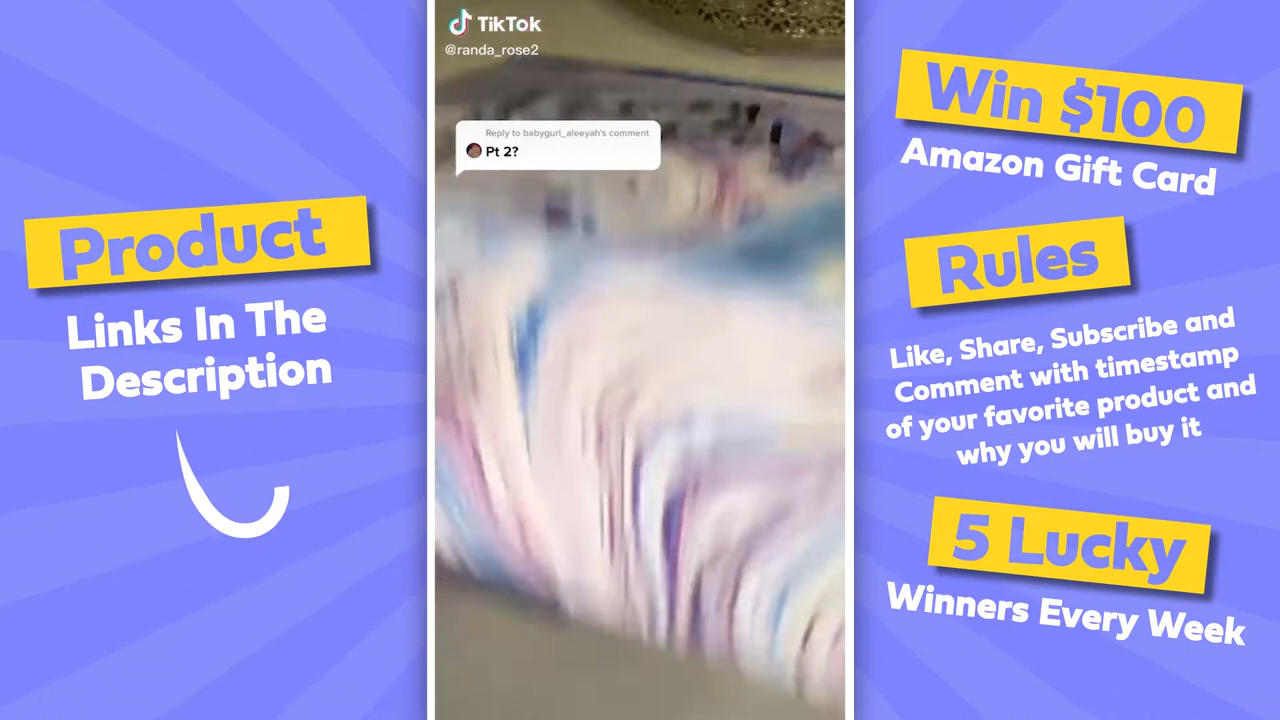 Product
Links In The
Description
TikTok
@randa_rose2
Reply to babygurl_aleeyah's comment
Pt 2?
Win $100
Amazon Gift Card
Rules
Like, Share, Subscribe and
Comment with timestamp
of your favorite product and
why you will buy it
5 Lucky
Winners Every Week